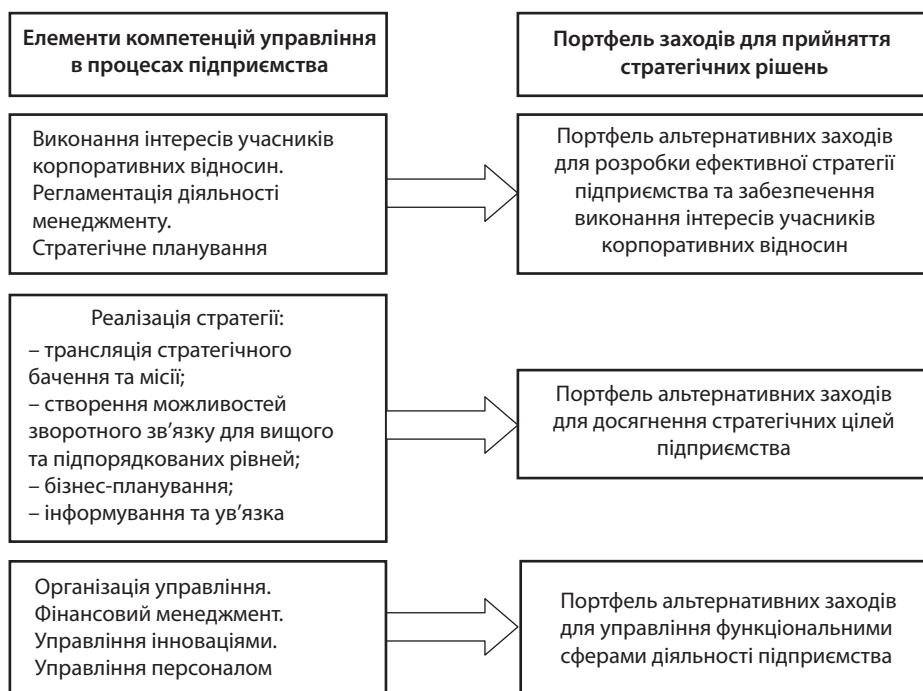 Елементи компетенцій управління
в процесах підприємства
Портфель заходів для прийняття
стратегічних рішень
Виконання інтересів учасників
корпоративних відносин.
Регламентація діяльності
менеджменту.
Стратегічне планування
Портфель альтернативних заходів
для розробки ефективної стратегії
підприємства та забезпечення
виконання інтересів учасників
корпоративних відносин
Реалізація стратегії:
– трансляція стратегічного
бачення та місії;
– створення можливостей
зворотного зв’язку для вищого
та підпорядкованих рівней;
– бізнес-планування;
– інформування та ув’язка
Портфель альтернативних заходів
для досягнення стратегічних цілей
підприємства
Організація управління.
Фінансовий менеджмент.
Управління інноваціями.
Управління персоналом
Портфель альтернативних заходів
для управління функціональними
сферами діяльності підприємства